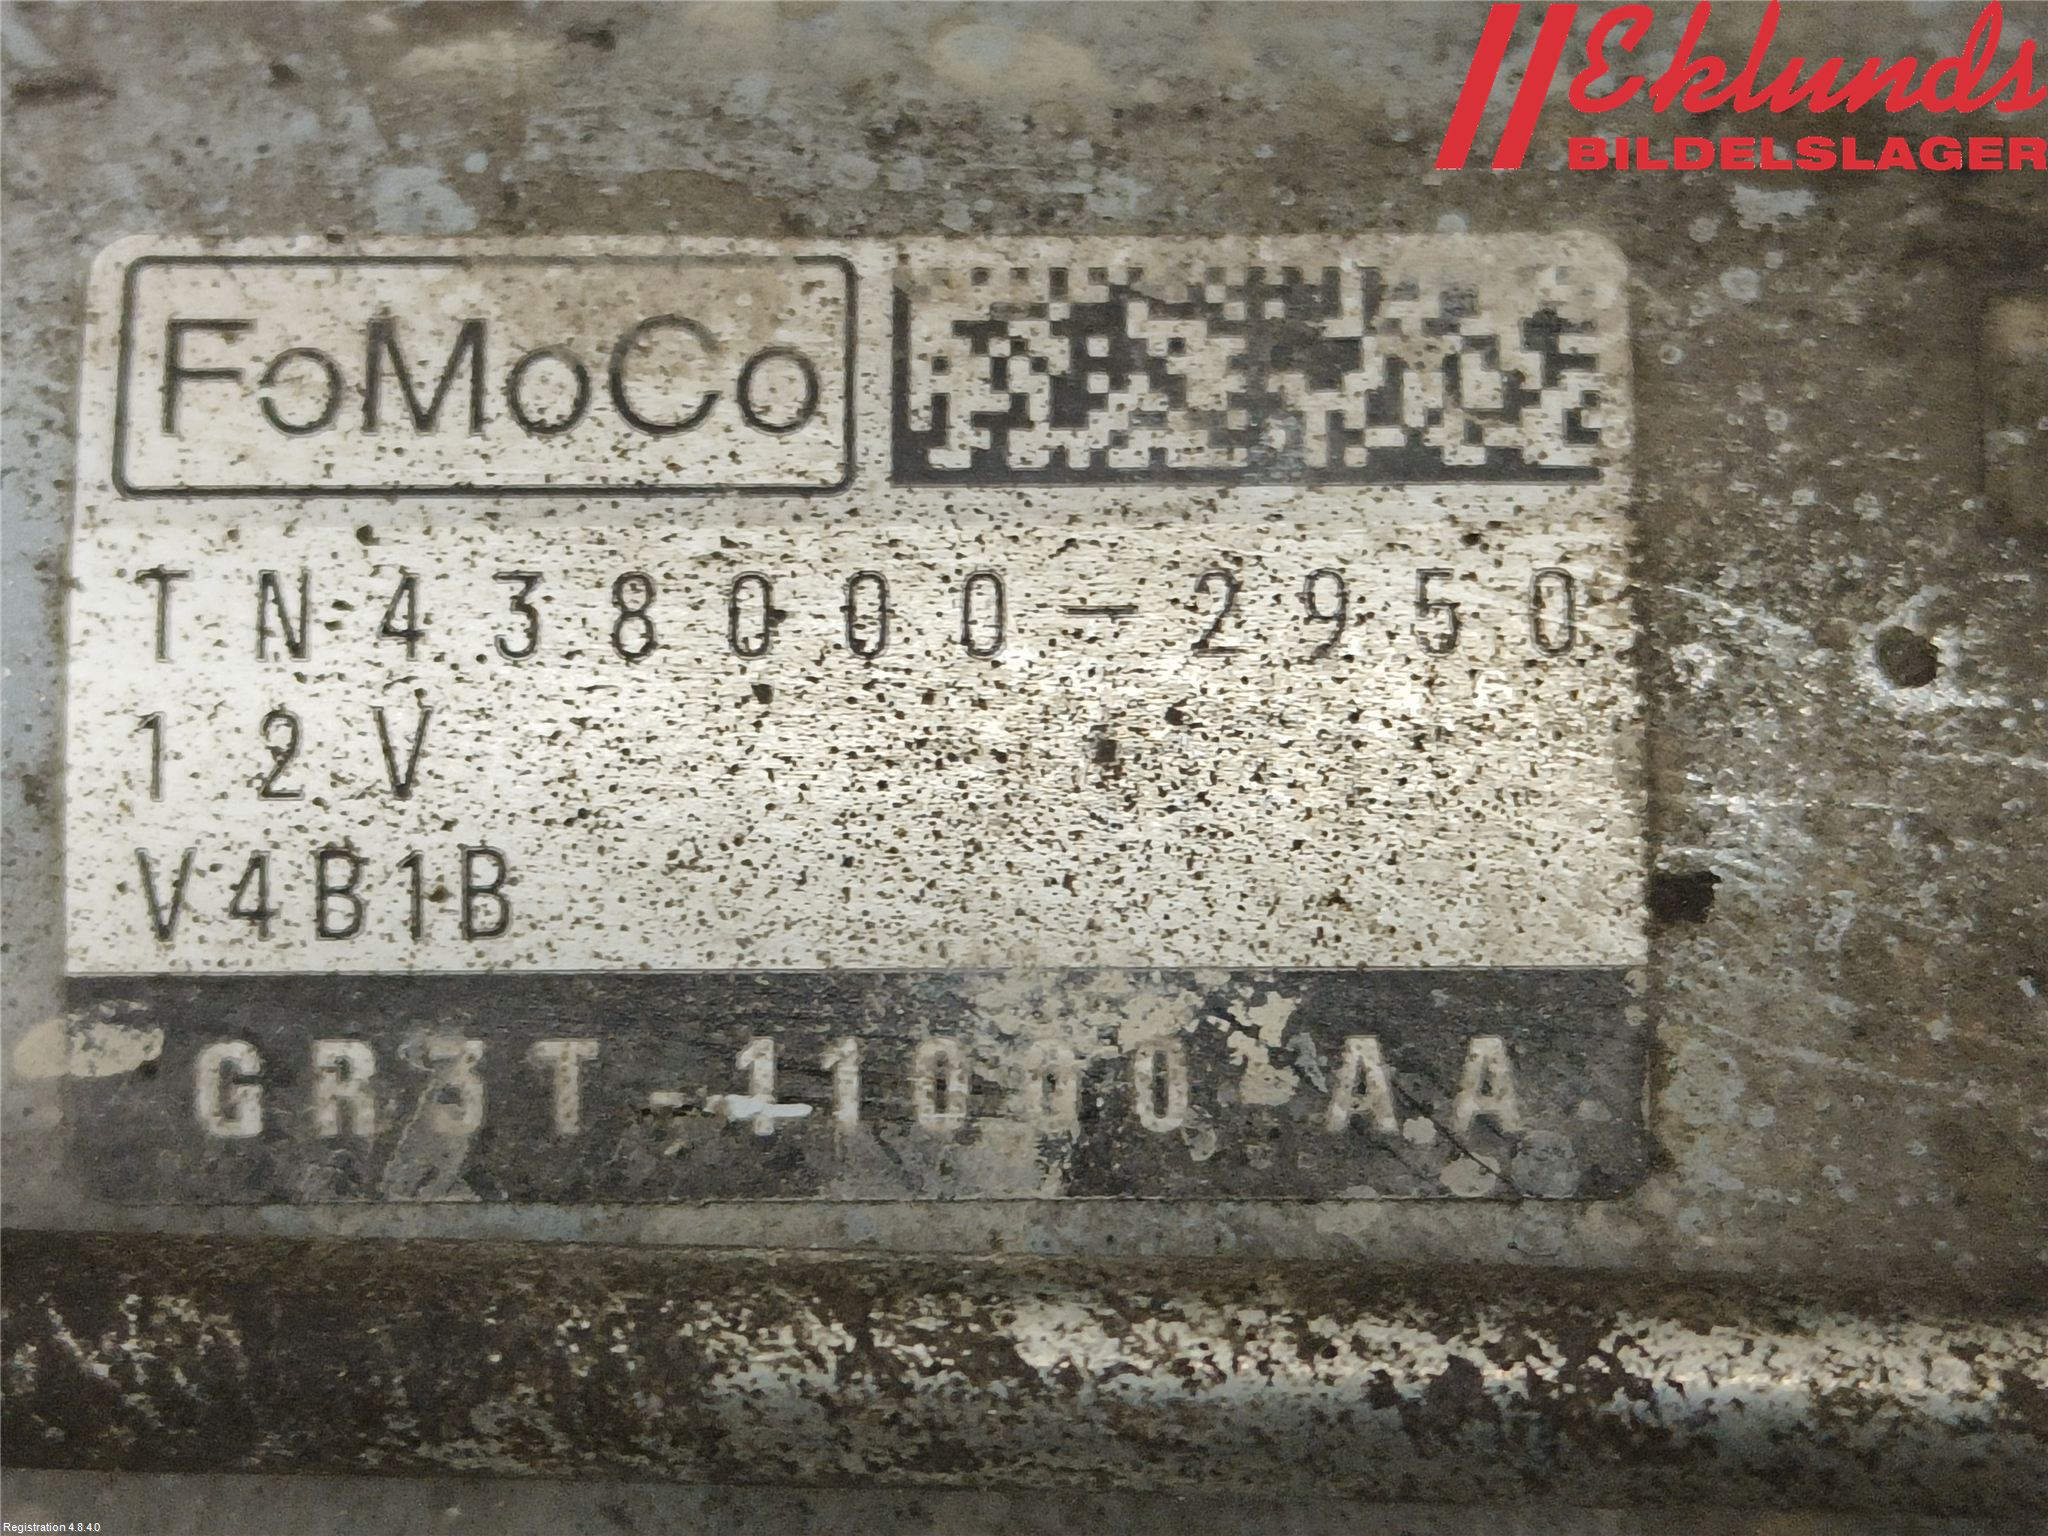 Eklunds
BILDELSLAGER
FoMoCo
TN438000-2950
12V
V4B1B
GR3T-11000-AA
Registration 4.8.4.0